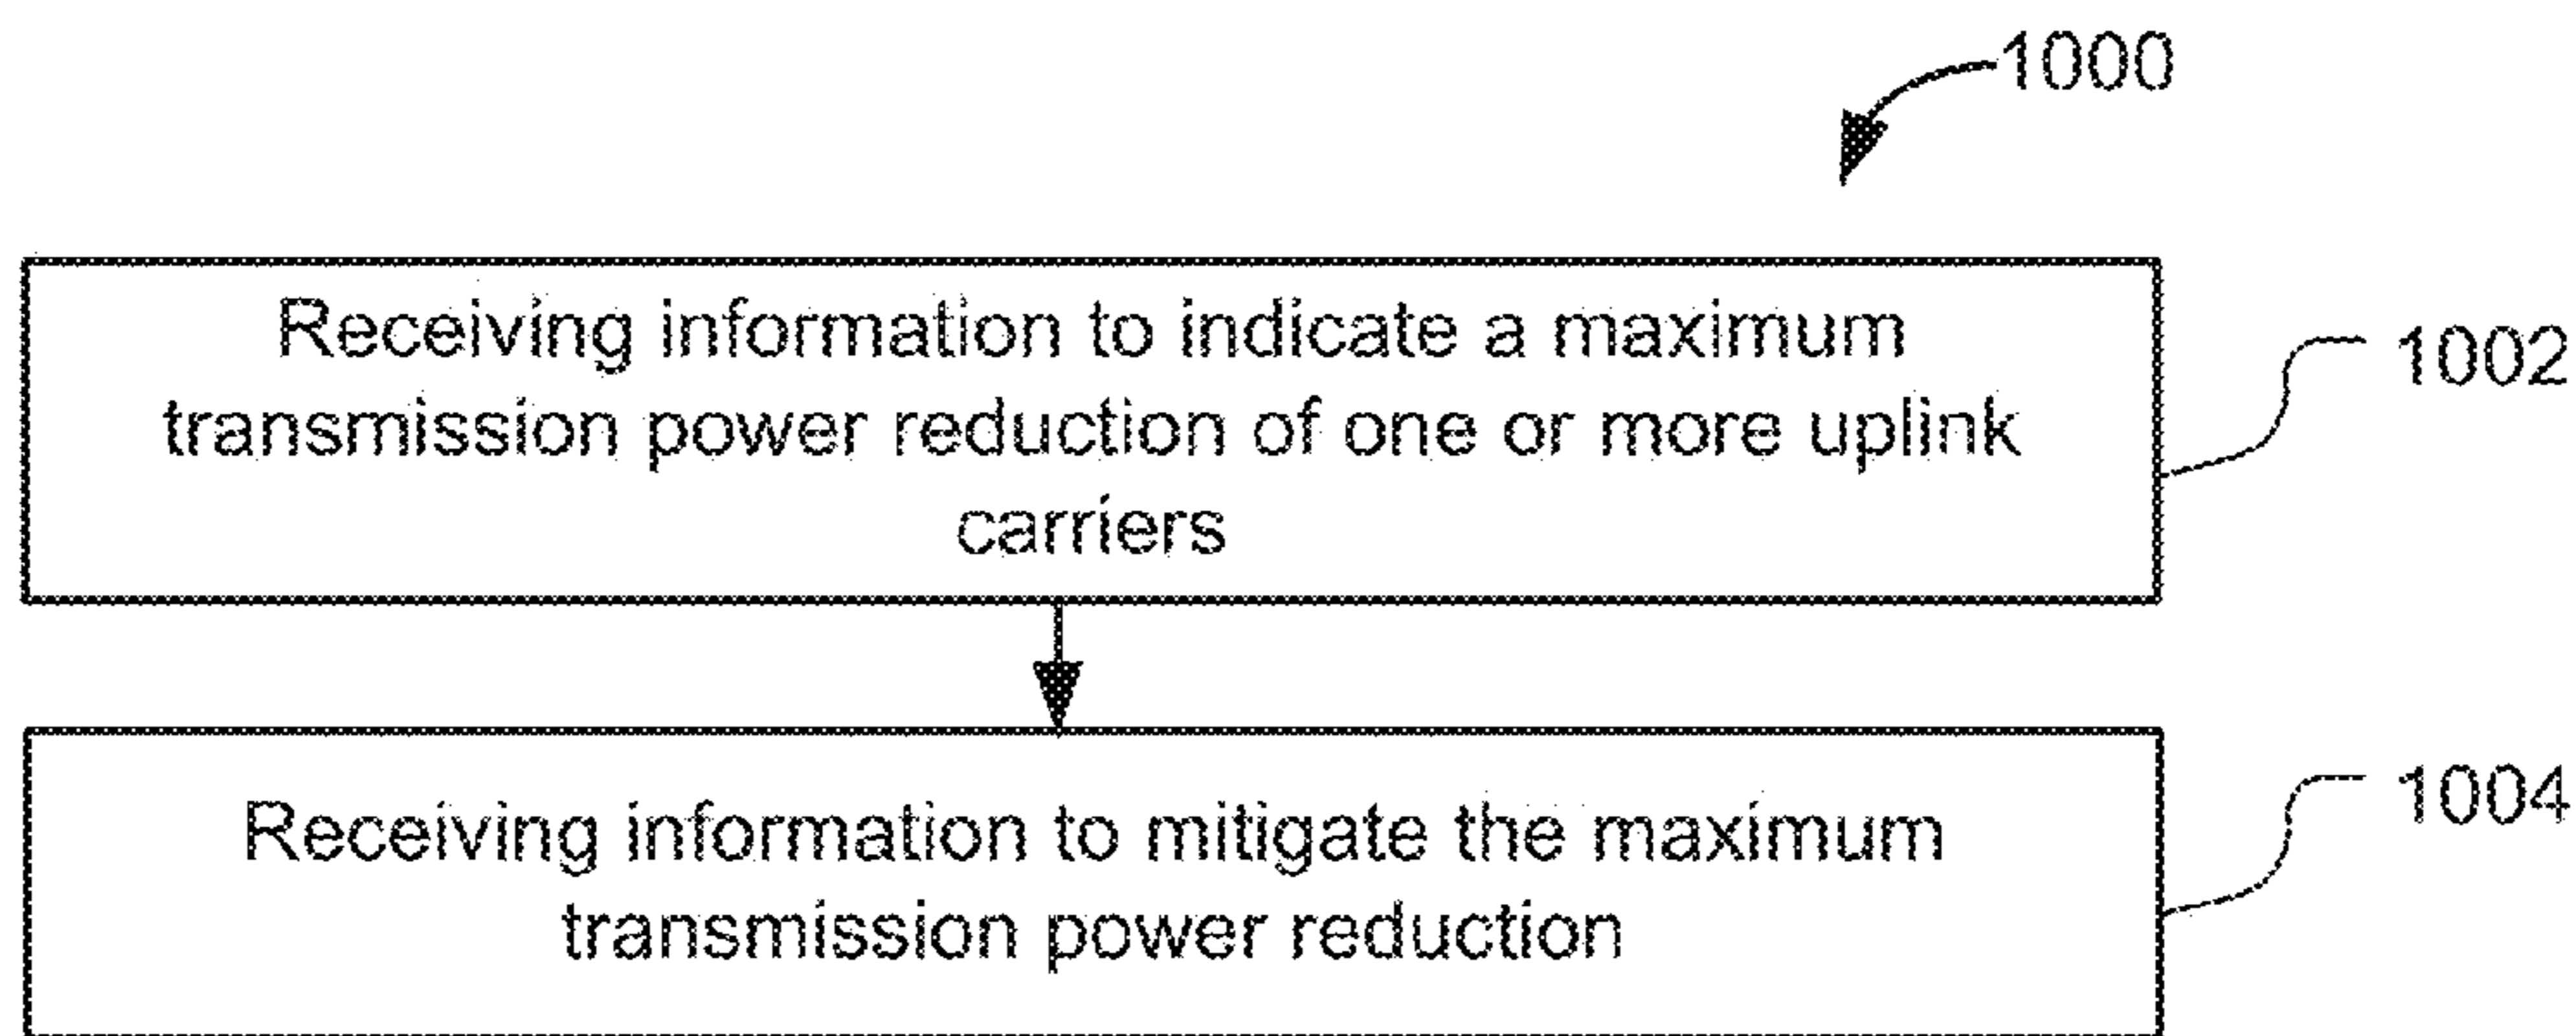 1000
Receiving information to indicate a maximum
transmission power reduction of one or more uplink
carriers
1002
Receiving information to mitigate the maximum
transmission power reduction
1004